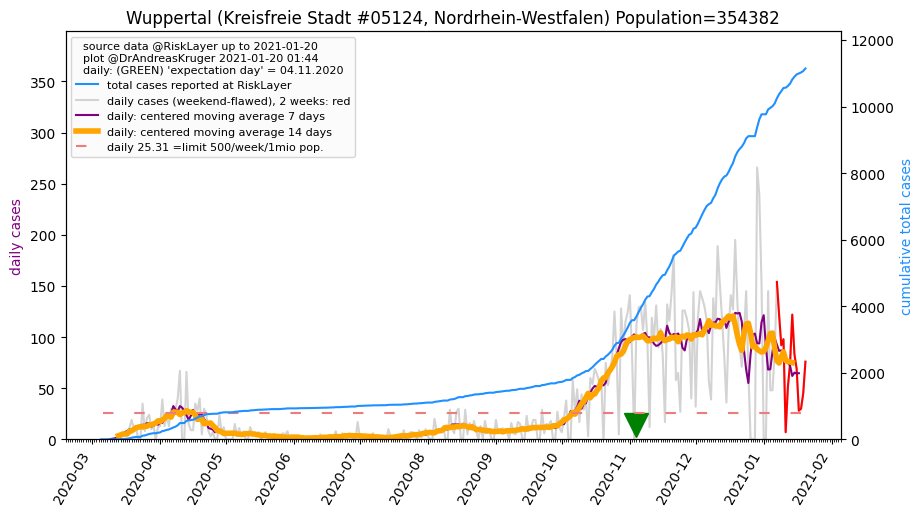 Wuppertal (Kreisfreie Stadt #05124, Nordrhein-Westfalen) Population=354382
source data @RiskLayer up to 2021-01-20
plot @DrAndreasKruger 2021-01-20 01:44
daily: (GREEN) 'expectation day' = 04.11.2020
total cases reported at RiskLayer
daily cases (weekend-flawed), 2 weeks: red
daily: centered moving average 7 days
daily: centered moving average 14 days
daily 25.31 =limit 500/week/1mio pop.
daily cases
350
300
250
200
150
100
50
0
12000
10000
8000
6000
4000
2000
0
cumulative total cases
2020-03
2020-04
2020-05
2020-06
2020-07
2020-08
2020-09
2020-10
2020-11
2020-12
2021-01
2021-02